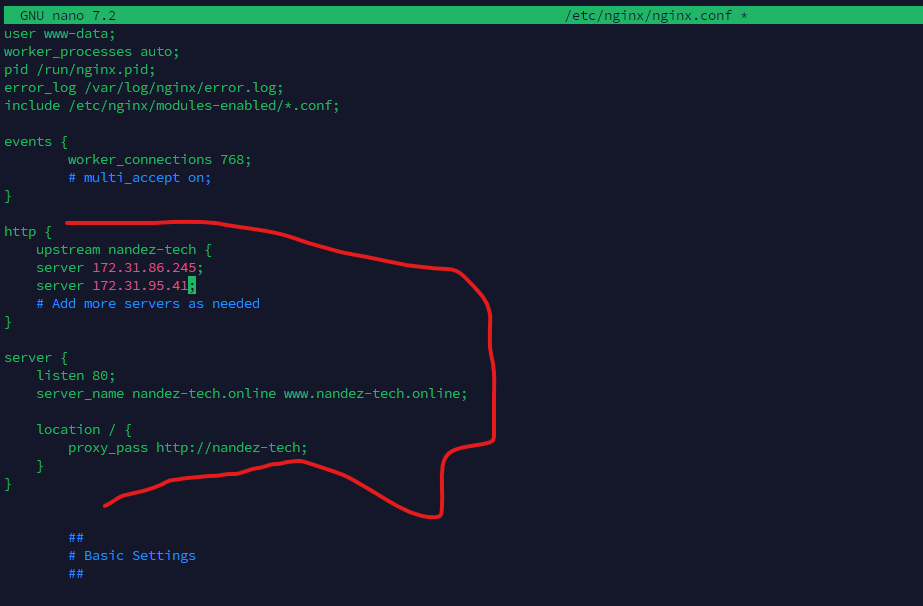 GNU nano 7.2 /etc/nginx/nginx.conf *
user www-data;
worker_processes auto;
pid /run/nginx.pid;
error_log /var/log/nginx/error.log;
include /etc/nginx/modules-enabled/*.conf;
events {
worker_connections 768;
# multi_accept on;
}
http {
upstream nandez-tech {
server 172.31.86.245;
server 172.31.95.41;
# Add more servers as needed
}
server {
listen 80;
server_name nandez-tech.online www.nandez-tech.online;
location / {
proxy_pass http://nandez-tech;
}
}
##
# Basic Settings
##